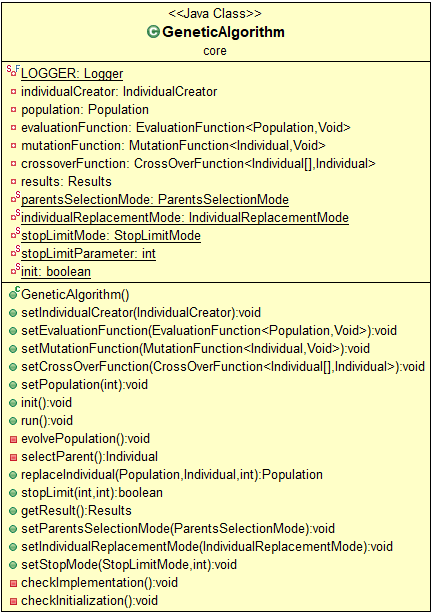 <<Java Class>>
GeneticAlgorithm
core
LOGGER: Logger
individualCreator: IndividualCreator
population: Population
evaluationFunction: EvaluationFunction<Population,Void>
mutationFunction: MutationFunction<Individual,Void>
crossoverFunction: CrossOverFunction<Individual[],Individual>
results: Results
parentsSelectionMode: ParentsSelectionMode
individualReplacementMode: IndividualReplacementMode
stopLimitMode: StopLimitMode
stopLimitParameter: int
init: boolean
GeneticAlgorithm()
setIndividualCreator(IndividualCreator):void
setEvaluationFunction(EvaluationFunction<Population,Void>):void
setMutationFunction(MutationFunction<Individual,Void>):void
setCrossOverFunction(CrossOverFunction<Individual[],Individual>):void
setPopulation(int):void
init():void
run():void
evolvePopulation():void
selectParent():Individual
replaceIndividual(Population,Individual,int):Population
stopLimit(int,int):boolean
getResult():Results
setParentsSelectionMode(ParentsSelectionMode):void
setIndividualReplacementMode(IndividualReplacementMode):void
setStopMode(StopLimitMode,int):void
checkImplementation():void
checkInitialization():void